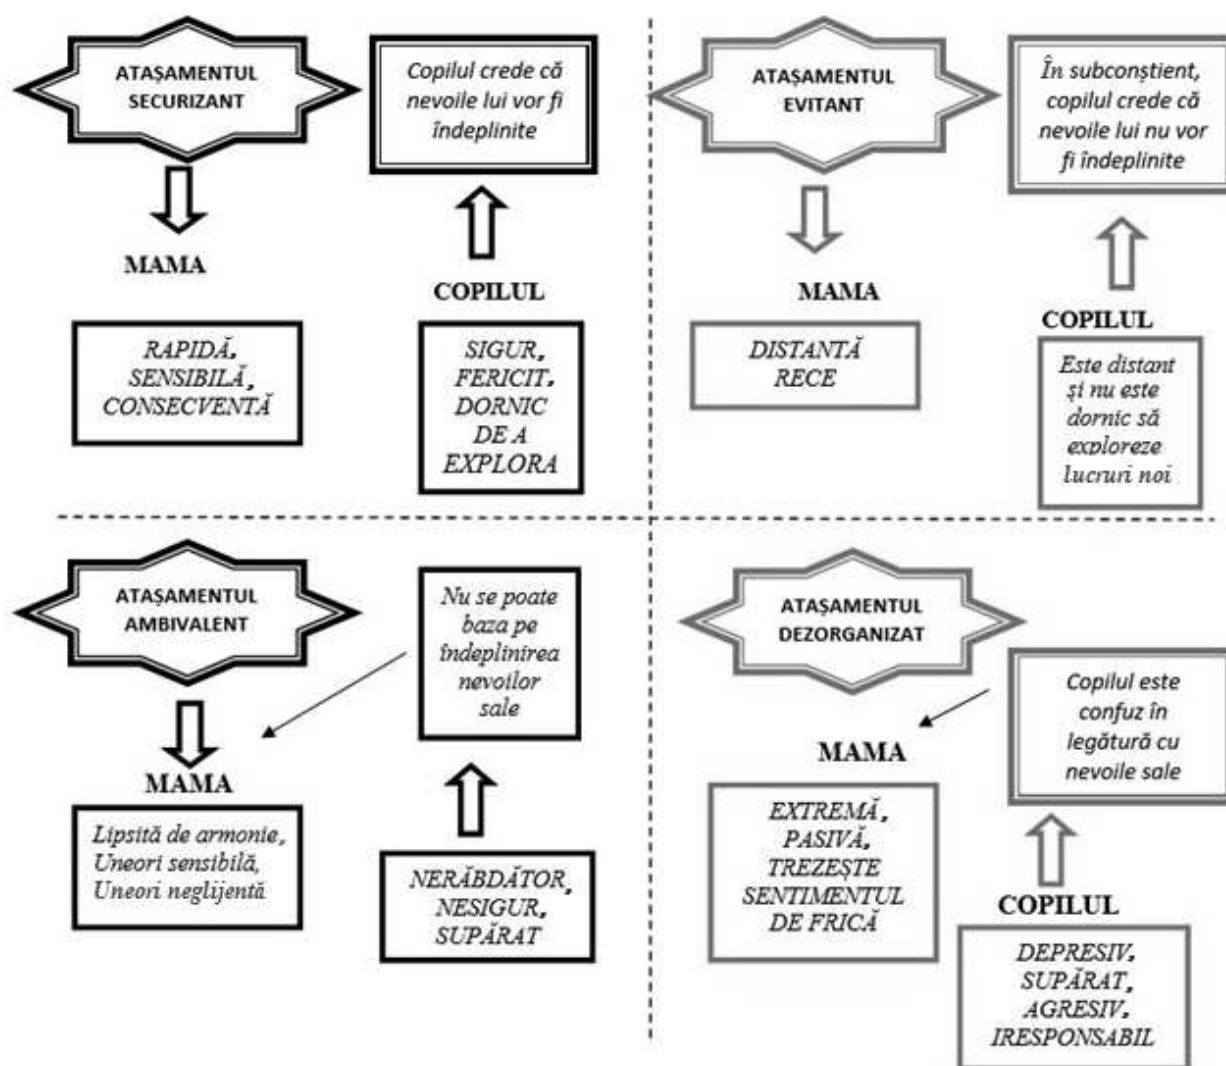 ATAȘAMENTUL
SECURIZANT
Copilul crede că
nevoile lui vor fi
îndeplinite
MAMA
COPILUL
RAPIDĂ,
SENSIBILĂ,
CONSECVENTĂ
SIGUR,
FERICIT,
DORNIC
DE A
EXPLORA
ATAȘAMENTUL
EVITANT
În subconștient,
copilul crede că
nevoile lui nu vor
fi îndeplinite
MAMA
COPILUL
DISTANTĂ
RECE
Este distant
și nu este
dornic să
exploreze
lucruri noi
ATAȘAMENTUL
AMBIVALENT
Nu se poate
baza pe
îndeplinirea
nevoilor
sale
MAMA
Lipsită de armonie,
Uneori sensibilă,
Uneori neglijentă
NERĂBDĂTOR,
NESIGUR,
SUPĂRAT
ATAȘAMENTUL
DEZORGANIZAT
Copilul este
confuz în
legătură cu
nevoile sale
MAMA
EXTREMĂ,
PASIVĂ,
TREZEȘTE
SENTIMENTUL
DE FRICĂ
COPILUL
DEPRESIV,
SUPĂRAT,
AGRESIV,
IRESPONSABIL